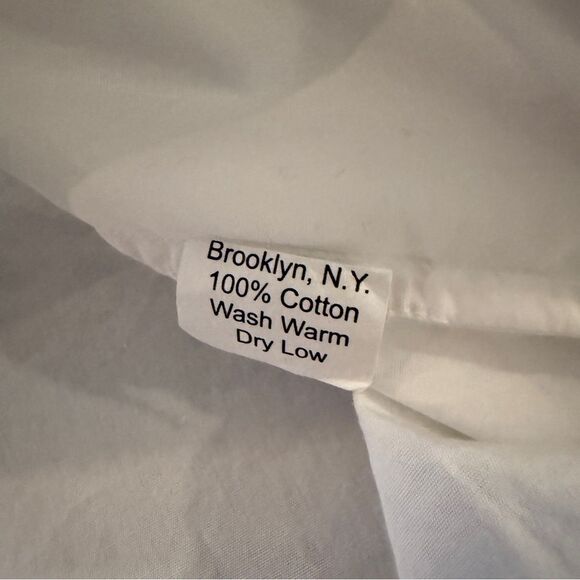 Brooklyn, N.Y.
100% Cotton
Wash Warm
Dry Low